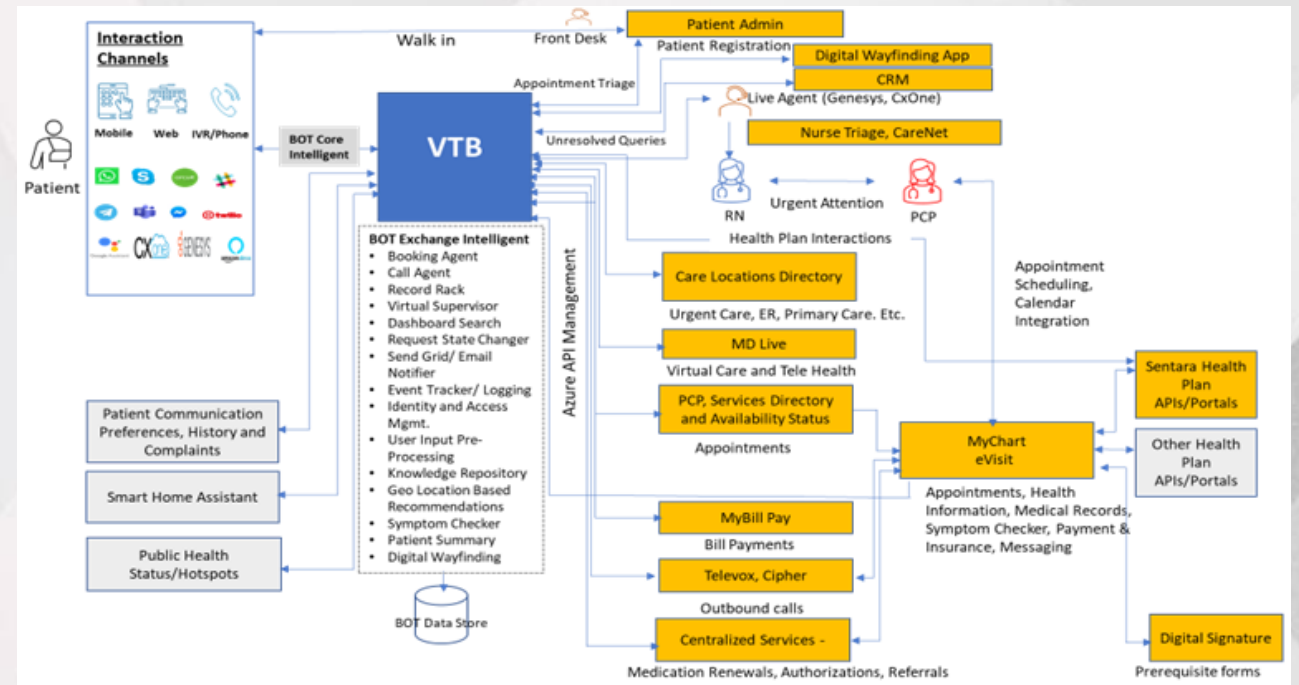 Interaction
Channels
Mobile Web IVR/Phone
twilio
CXone GENESYS
Patient
Walk in
Front Desk
Patient Admin
Patient Registration
Digital Wayfinding App
CRM
Appointment Triage
Live Agent (Genesys, CxOne)
Unresolved Queries
Nurse Triage, CareNet
BOT Core
Intelligent
VTB
RN
Urgent Attention
PCP
Health Plan Interactions
BOT Exchange Intelligent
• Booking Agent
• Call Agent
• Record Rack
• Virtual Supervisor
• Dashboard Search
• Request State Changer
• Send Grid/ Email
Notifier
• Event Tracker/ Logging
• Identity and Access
Mgmt.
• User Input Pre-
Processing
• Knowledge Repository
• Geo Location Based
Recommendations
• Symptom Checker
• Patient Summary
• Digital Wayfinding
BOT Data Store
Azure API Management
Patient Communication
Preferences, History and
Complaints
Smart Home Assistant
Public Health
Status/Hotspots
Care Locations Directory
Urgent Care, ER, Primary Care. Etc.
MD Live
Virtual Care and Tele Health
PCP, Services Directory
and Availability Status
Appointments
MyBill Pay
Bill Payments
Televox, Cipher
Outbound calls
Centralized Services -
Medication Renewals, Authorizations, Referrals
Appointment
Scheduling,
Calendar
Integration
MyChart
eVisit
Appointments, Health
Information, Medical Records,
Symptom Checker, Payment &
Insurance, Messaging
Sentara Health
Plan
APIs/Portals
Other Health
Plan
APIs/Portals
Digital Signature
Prerequisite forms